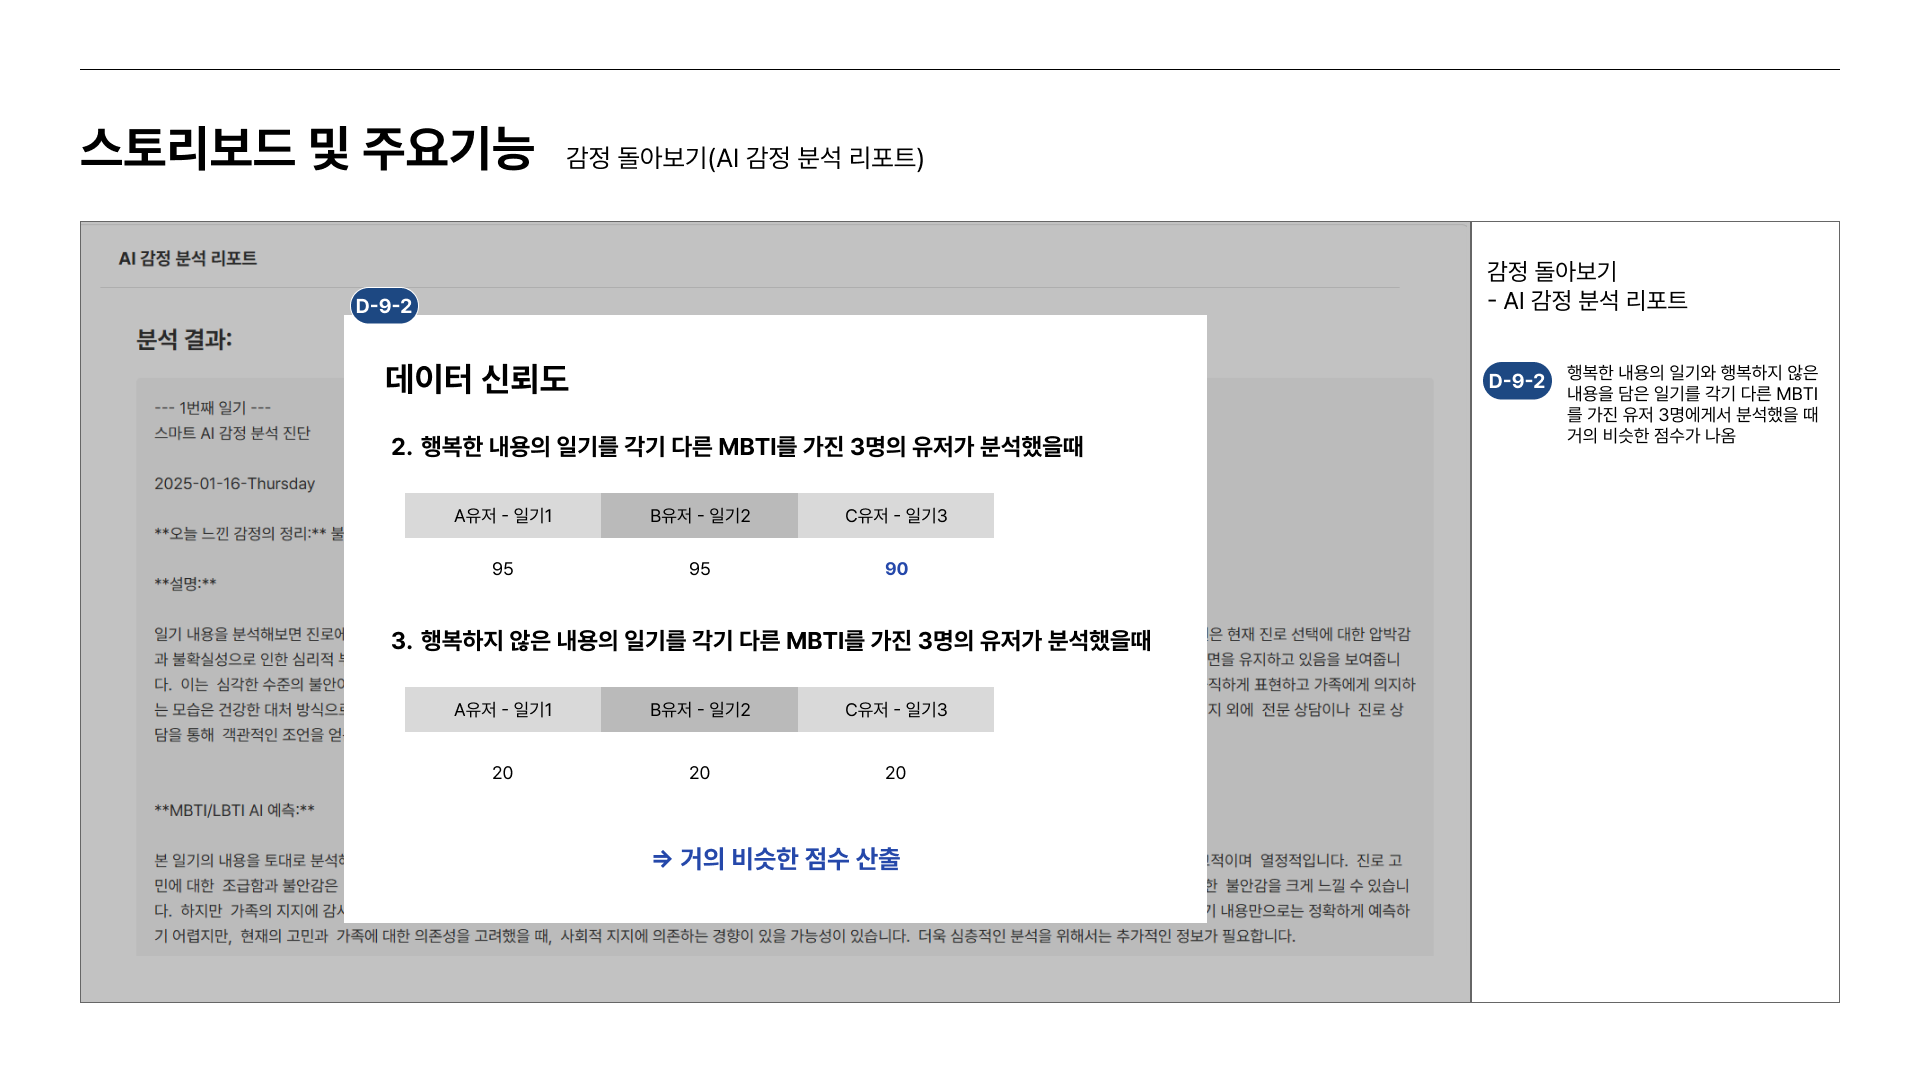 스토리보드 및 주요기능
감정 돌아보기(AI 감정 분석 리포트)
AI 감정 분석 리포트
분석 결과:
--- 1번째 일기 ---
스마트 AI 감정 분석 진단
2025-01-16-Thursday
**오늘 느낀 감정의 정리:**
**설명:**
일기 내용을 분석해보면 현재 진로 선택에 대한 압박감
과 불확실성으로 인한 심리적 유지하고 있음을 보여줍니
다. 이는 심각한 수준의 표현하고 가족에게 의지하
는 모습은 건강한 대처 외에 전문 상담이나 진로 상
담을 통해 객관적인 조언을
**MBTI/LBTI AI 예측:**
본 일기의 내용을 토대로 열정적입니다. 진로 고
민에 대한 조급함과 불안감은 불안감을 크게 느낄 수 있습니
다. 하지만 가족의 지지에 내용만으로는 정확하게 예측하
기 어렵지만, 현재의 고민과 가족에 대한 의존성을 고려했을 때, 사회적 지지에 의존하는 경향이 있을 가능성이 있습니다. 더욱 심층적인 분석을 위해서는 추가적인 정보가 필요합니다.
D-9-2
데이터 신뢰도
2. 행복한 내용의 일기를 각기 다른 MBTI를 가진 3명의 유저가 분석했을때
A유저 - 일기1 B유저 - 일기2 C유저 - 일기3
95 95 90
3. 행복하지 않은 내용의 일기를 각기 다른 MBTI를 가진 3명의 유저가 분석했을때
A유저 - 일기1 B유저 - 일기2 C유저 - 일기3
20 20 20
⇒ 거의 비슷한 점수 산출
감정 돌아보기
- AI 감정 분석 리포트
D-9-2
행복한 내용의 일기와 행복하지 않은
내용을 담은 일기를 각기 다른 MBTI
를 가진 유저 3명에게서 분석했을 때
거의 비슷한 점수가 나옴